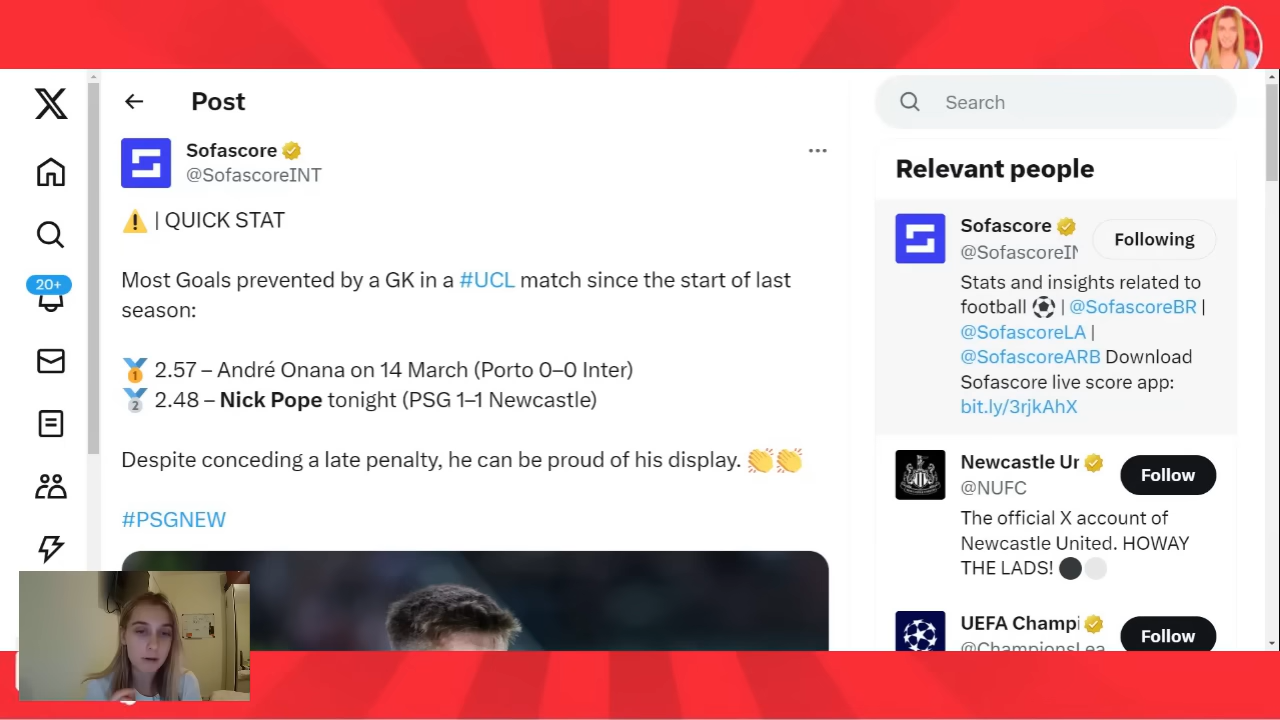 Post
Search
Sofascore
@SofascoreINT
⚠️ | QUICK STAT
Most Goals prevented by a GK in a #UCL match since the start of last
season:
🥇 2.57 – André Onana on 14 March (Porto 0–0 Inter)
🥈 2.48 – Nick Pope tonight (PSG 1–1 Newcastle)
Despite conceding a late penalty, he can be proud of his display. 👏👏
#PSGNEW
20+
Relevant people
Sofascore
@SofascoreIN
Following
Stats and insights related to
football ⚽ | @SofascoreBR |
@SofascoreLA |
@SofascoreARB Download
Sofascore live score app:
bit.ly/3rjkAhX
Newcastle Un
@NUFC
Follow
The official X account of
Newcastle United. HOWAY
THE LADS! ⚫⚪
UEFA Champi
@ChampionsLea
Follow